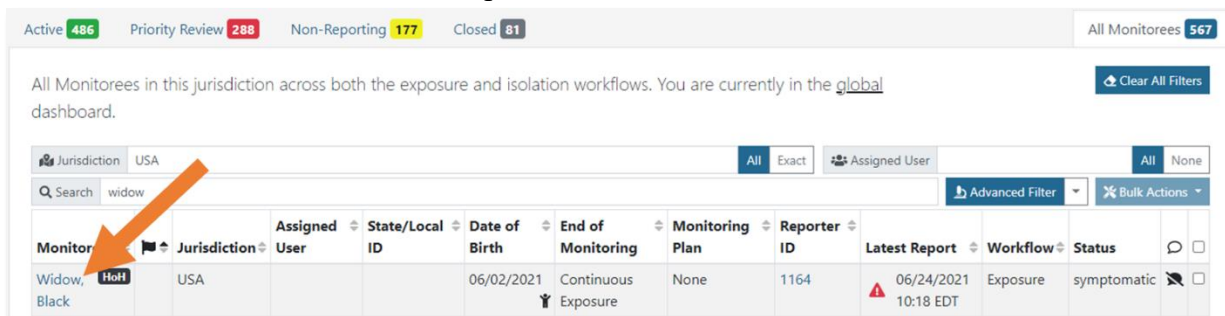 Active 486 Priority Review 288 Non-Reporting 177 Closed 81 All Monitorees 567
All Monitorees in this jurisdiction across both the exposure and isolation workflows. You are currently in the global
dashboard.
Clear All Filters
Jurisdiction USA All Exact Assigned User All None
Search widow Advanced Filter Bulk Actions
Monitor Jurisdiction Assigned User State/Local ID Date of Birth End of Monitoring Monitoring Plan Reporter ID Latest Report Workflow Status
Widow, HoH USA 06/02/2021 Continuous None 1164 06/24/2021 Exposure symptomatic
Black Exposure 10:18 EDT